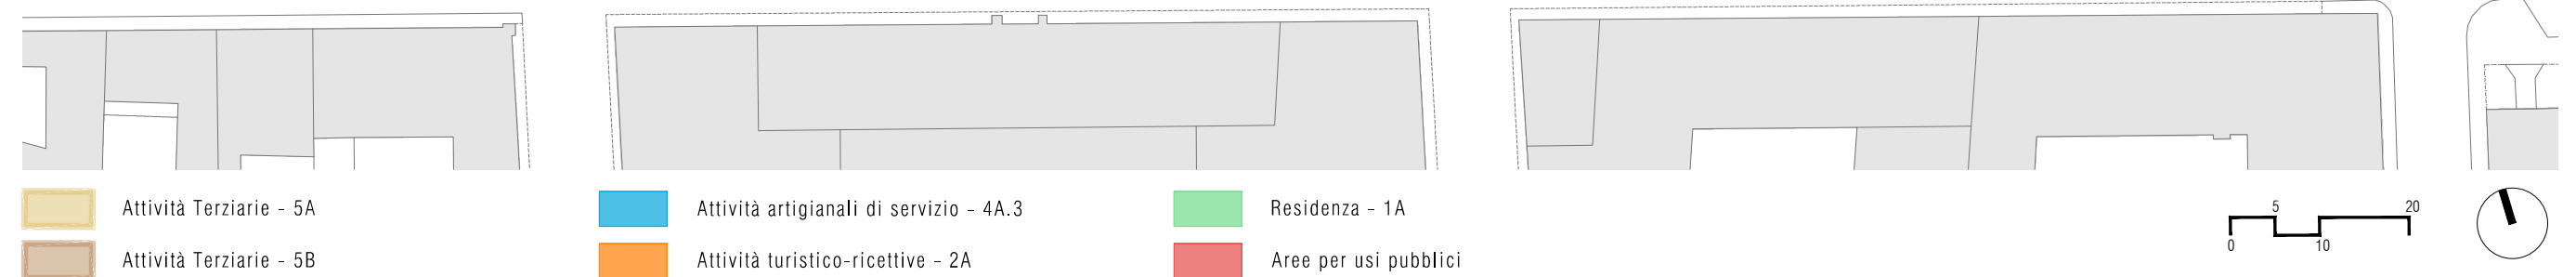 Attività Terziarie - 5A
Attività Terziarie - 5B
Attività artigianali di servizio - 4A.3
Attività turistico-ricettive - 2A
Residenza - 1A
Aree per usi pubblici
5 20
0 10